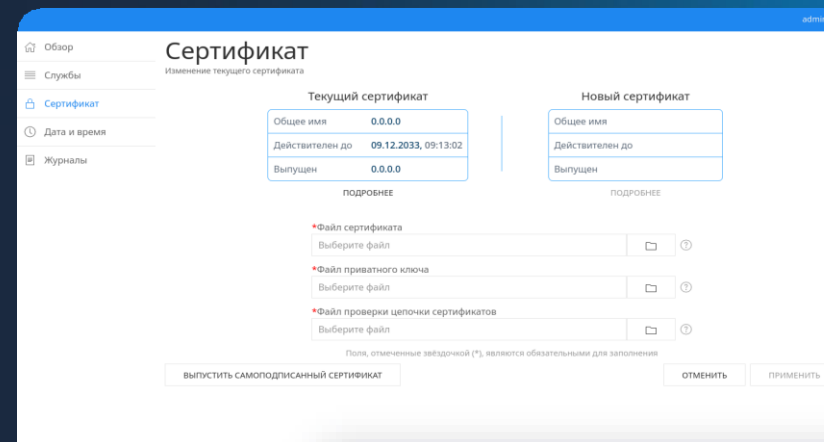 admin
Обзор
Службы
Сертификат
Дата и время
Журналы
Сертификат
Изменение текущего сертификата
Текущий сертификат
Общее имя 0.0.0.0
Действителен до 09.12.2033, 09:13:02
Выпущен 0.0.0.0
ПОДРОБНЕЕ
Новый сертификат
Общее имя
Действителен до
Выпущен
ПОДРОБНЕЕ
*Файл сертификата
Выберите файл
*Файл приватного ключа
Выберите файл
*Файл проверки цепочки сертификатов
Выберите файл
Поля, отмеченные звёздочкой (*), являются обязательными для заполнения
ВЫПУСТИТЬ САМОПОДПИСАННЫЙ СЕРТИФИКАТ
ОТМЕНИТЬ
ПРИМЕНИТЬ